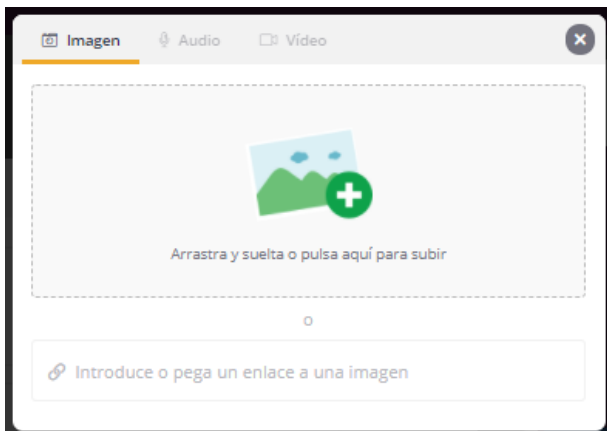 Imagen Audio Vídeo
Arrastra y suelta o pulsa aquí para subir
o
Introduce o pega un enlace a una imagen